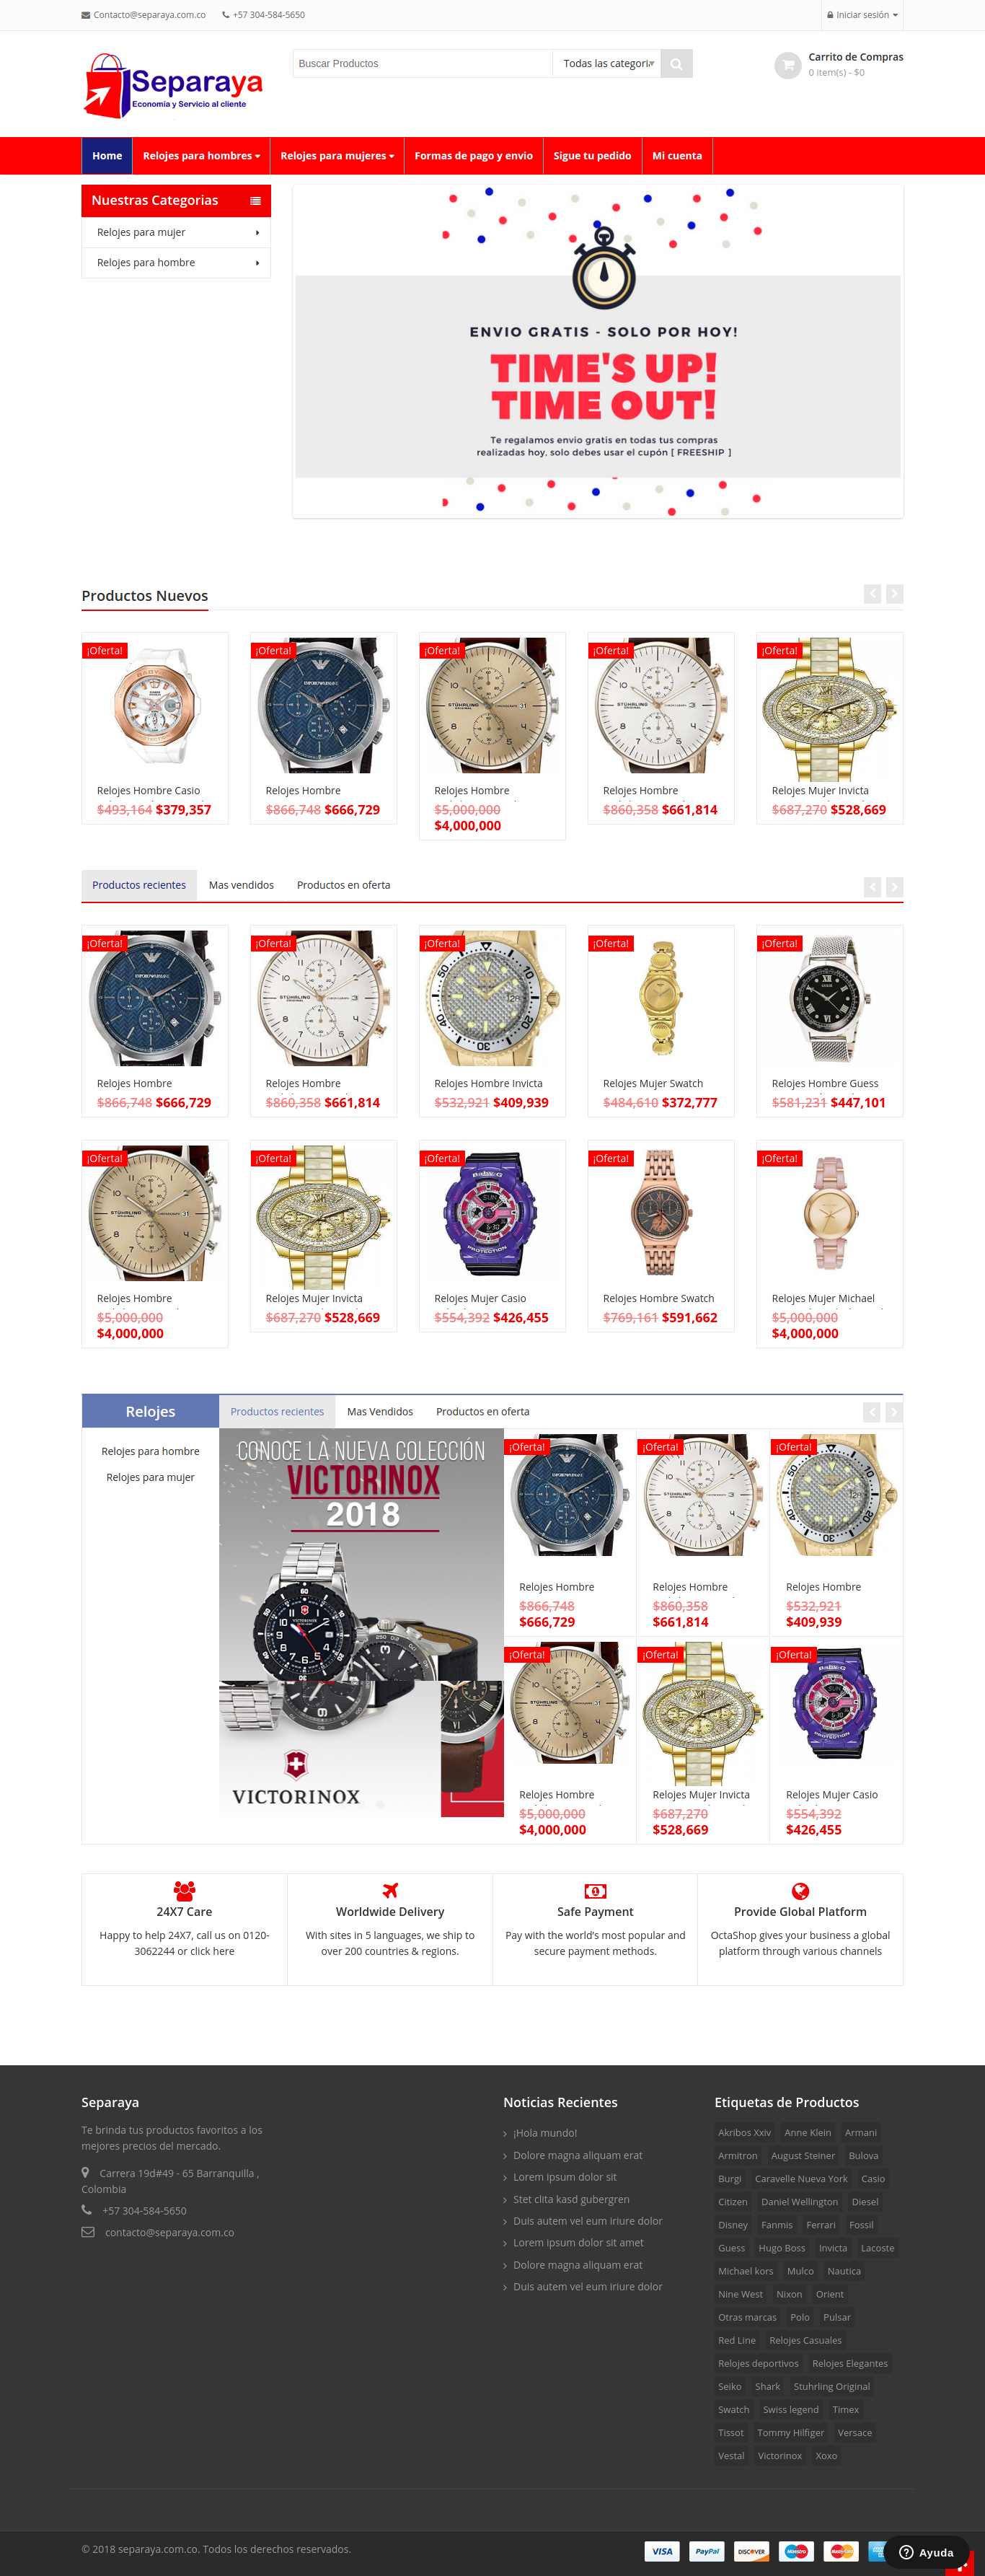 Contacto@separaya.com.co +57 304-584-5650 Iniciar sesión
Separaya
Economía y Servicio al cliente
Buscar Productos Todas las categori
Carrito de Compras
0 item(s) - $0
Home Relojes para hombres Relojes para mujeres Formas de pago y envio Sigue tu pedido Mi cuenta
Nuestras Categorias
Relojes para mujer
Relojes para hombre
ENVIO GRATIS - SOLO POR HOY!
TIME'S UP!
TIME OUT!
Te regalamos envio gratis en todas tus compras
realizadas hoy, solo debes usar el cupón [ FREESHIP ]
Productos Nuevos
¡Oferta! ¡Oferta! ¡Oferta! ¡Oferta! ¡Oferta!
Relojes Hombre Casio
$493,164 $379,357
Relojes Hombre
$866,748 $666,729
Relojes Hombre
$5,000,000
$4,000,000
Relojes Hombre
$860,358 $661,814
Relojes Mujer Invicta
$687,270 $528,669
Productos recientes Mas vendidos Productos en oferta
¡Oferta! ¡Oferta! ¡Oferta! ¡Oferta! ¡Oferta!
Relojes Hombre
$866,748 $666,729
Relojes Hombre
$860,358 $661,814
Relojes Hombre Invicta
$532,921 $409,939
Relojes Mujer Swatch
$484,610 $372,777
Relojes Hombre Guess
$581,231 $447,101
¡Oferta! ¡Oferta! ¡Oferta! ¡Oferta! ¡Oferta!
Relojes Hombre
$5,000,000
$4,000,000
Relojes Mujer Invicta
$687,270 $528,669
Relojes Mujer Casio
$554,392 $426,455
Relojes Hombre Swatch
$769,161 $591,662
Relojes Mujer Michael
$5,000,000
$4,000,000
Relojes
Productos recientes Mas Vendidos Productos en oferta
Relojes para hombre
Relojes para mujer
CONOCE LA NUEVA COLECCIÓN
VICTORINOX
2018
VICTORINOX
¡Oferta! ¡Oferta! ¡Oferta!
Relojes Hombre
$866,748
$666,729
Relojes Hombre
$860,358
$661,814
Relojes Hombre
$532,921
$409,939
¡Oferta! ¡Oferta! ¡Oferta!
Relojes Hombre
$5,000,000
$4,000,000
Relojes Mujer Invicta
$687,270
$528,669
Relojes Mujer Casio
$554,392
$426,455
24X7 Care
Happy to help 24X7, call us on 0120-
3062244 or click here
Worldwide Delivery
With sites in 5 languages, we ship to
over 200 countries & regions.
Safe Payment
Pay with the world's most popular and
secure payment methods.
Provide Global Platform
OctaShop gives your business a global
platform through various channels
Separaya
Te brinda tus productos favoritos a los
mejores precios del mercado.
Carrera 19d#49 - 65 Barranquilla ,
Colombia
+57 304-584-5650
contacto@separaya.com.co
Noticias Recientes
¡Hola mundo!
Dolore magna aliquam erat
Lorem ipsum dolor sit
Stet clita kasd gubergren
Duis autem vel eum iriure dolor
Lorem ipsum dolor sit amet
Dolore magna aliquam erat
Duis autem vel eum iriure dolor
Etiquetas de Productos
Akribos Xxiv Anne Klein Armani
Armitron August Steiner Bulova
Burgi Caravelle Nueva York Casio
Citizen Daniel Wellington Diesel
Disney Fanmis Ferrari Fossil
Guess Hugo Boss Invicta Lacoste
Michael kors Mulco Nautica
Nine West Nixon Orient
Otras marcas Polo Pulsar
Red Line Relojes Casuales
Relojes deportivos Relojes Elegantes
Seiko Shark Stuhrling Original
Swatch Swiss legend Timex
Tissot Tommy Hilfiger Versace
Vestal Victorinox Xoxo
© 2018 separaya.com.co. Todos los derechos reservados.
VISA PayPal DISCOVER Maestro MasterCard
Ayuda